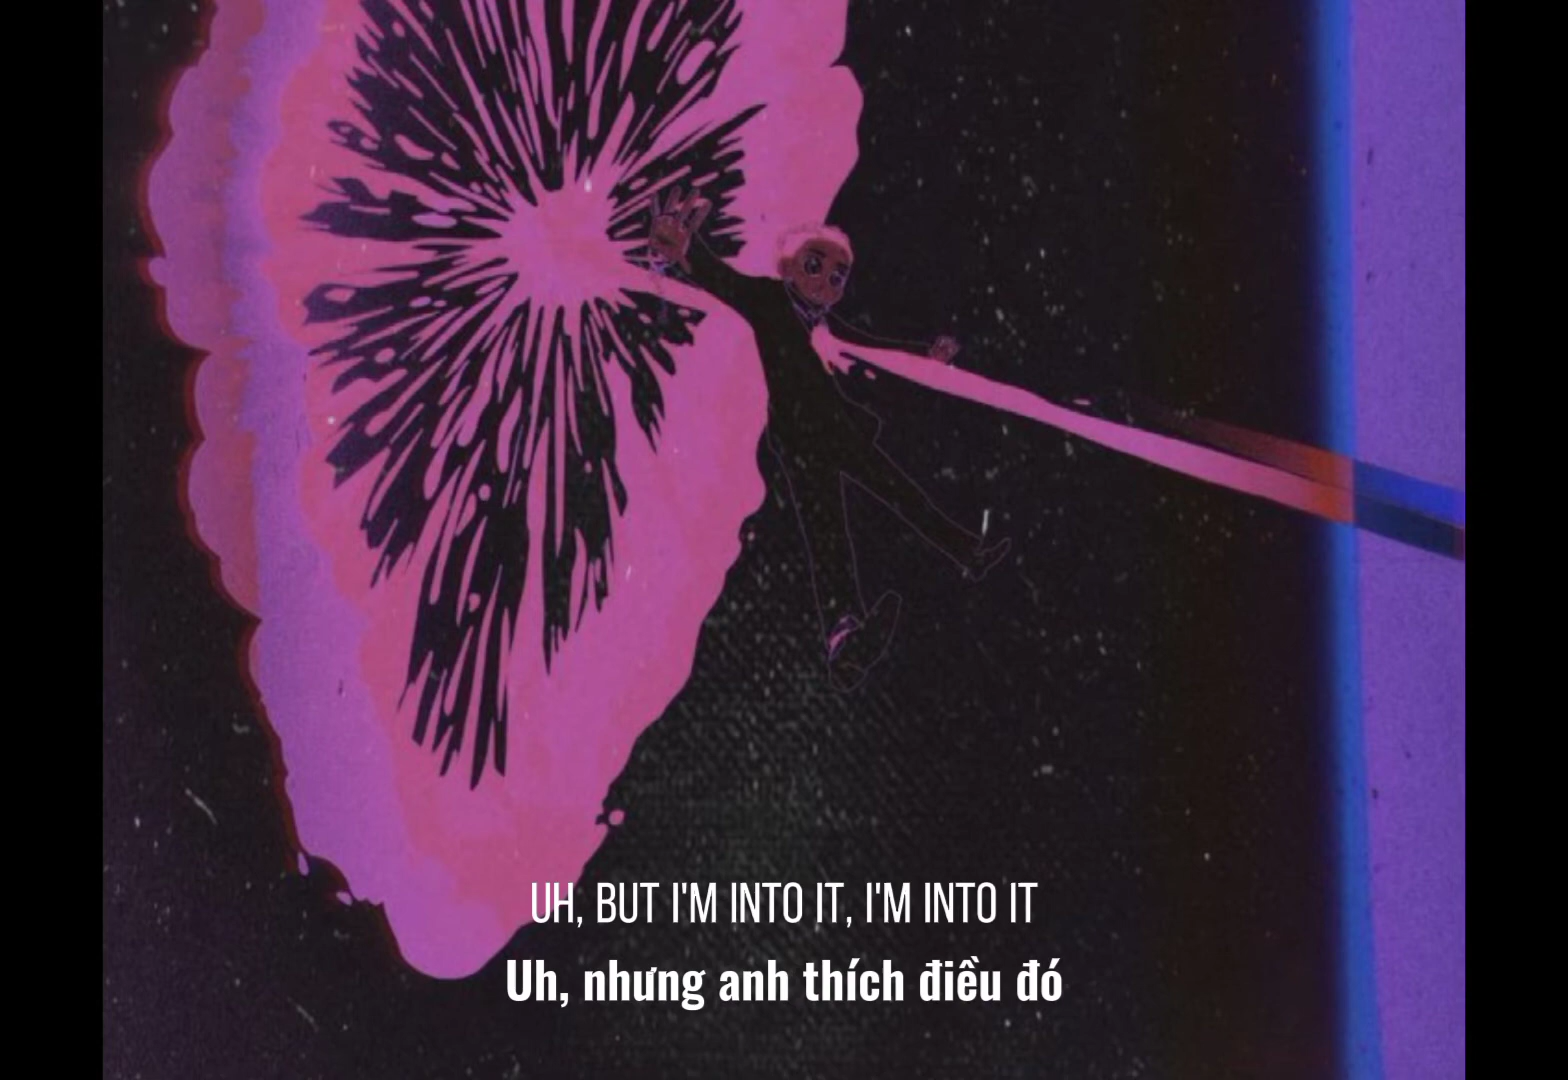 UH, BUT I'M INTO IT, I'M INTO IT
Uh, nhưng anh thích điều đó